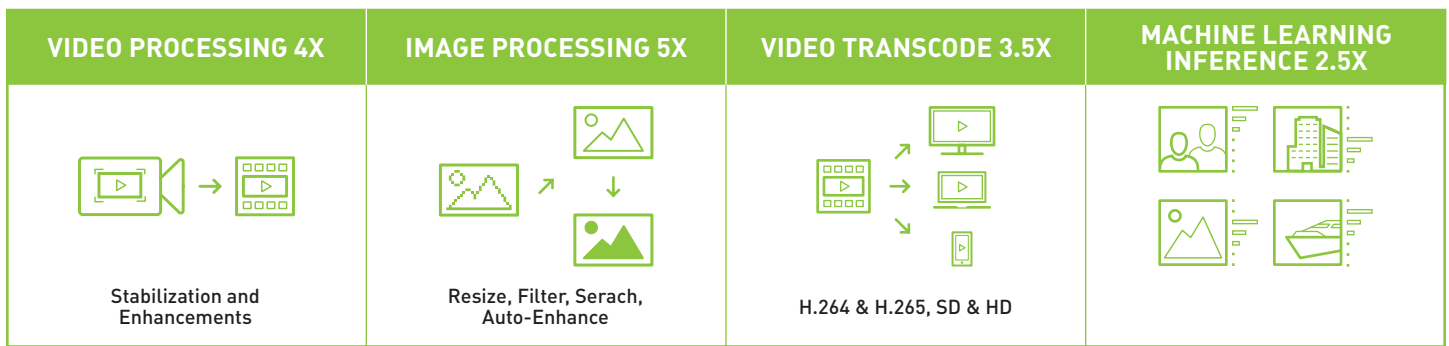 VIDEO PROCESSING 4X
IMAGE PROCESSING 5X
VIDEO TRANSCODE 3.5X
MACHINE LEARNING
INFERENCE 2.5X
Stabilization and
Enhancements
Resize, Filter, Serach,
Auto-Enhance
H.264 & H.265, SD & HD